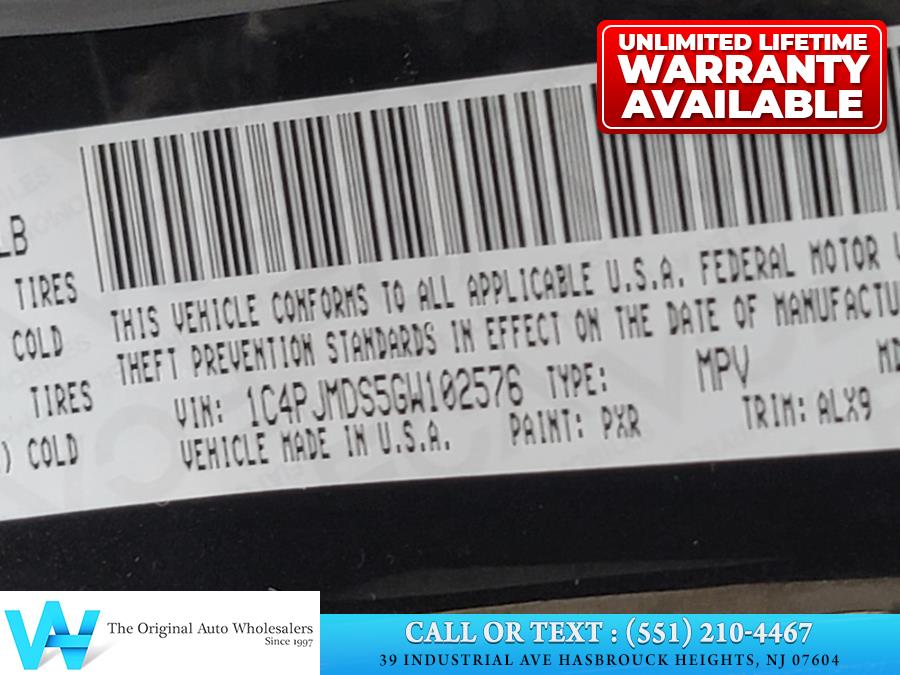 UNLIMITED LIFETIME
WARRANTY
AVAILABLE
LB
TIRES
COLD
TIRES
) COLD
THIS VEHICLE CONFORMS TO ALL APPLICABLE U.S.A. FEDERAL MOTOR
THEFT PREVENTION STANDARDS IN EFFECT ON THE DATE OF MANUFACTU
VIN: 1C4PJMDS5GW102576 TYPE: MPV MD
VEHICLE MADE IN U.S.A. PAINT: PXR TRIM: ALX9
The Original Auto Wholesalers
Since 1997
CALL OR TEXT : (551) 210-4467
39 INDUSTRIAL AVE HASBROUCK HEIGHTS, NJ 07604